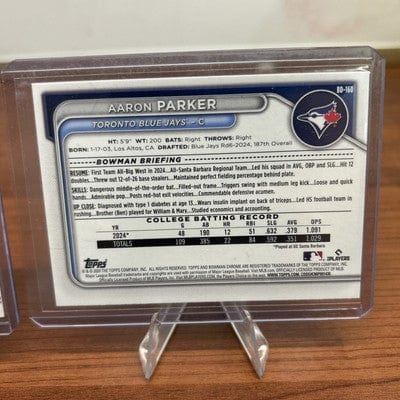 BD-160
AARON PARKER
TORONTO BLUE JAYS – C
HT: 5'9" WT: 200 BATS: Right THROWS: Right
BORN: 1-17-03, Los Altos, CA DRAFTED: Blue Jays Rd6-2024, 187th Overall
BOWMAN BRIEFING
RESUME: First Team All-Big West in 2024...All-Santa Barbara Regional Team...Led his squad in AVG, OBP and SLG...Hit 12
doubles...Threw out 12-of-26 base stealers...Maintained perfect fielding percentage behind plate.
SKILLS: Dangerous middle-of-the-order bat...Filled-out frame...Triggers swing with medium leg kick...Loose and quick
hands...Admirable pop...Posts red-hot exit velocities...Commendable defensive acumen.
UP CLOSE: Diagnosed with type 1 diabetes at age 15...Wears insulin implant on back of triceps...Led HS football team in
rushing...Brother (Ben) played for William & Mary...Studied economics and accounting.
COLLEGE BATTING RECORD
YR G AB R 2B HR RBI SB SLG AVG OPS
2024* 48 190 12 51 .632 .379 1.091
TOTALS 109 385 22 84 .592 .351 1.029
*Played at UC Santa Barbara
TOPPS
MLB
PLAYERS